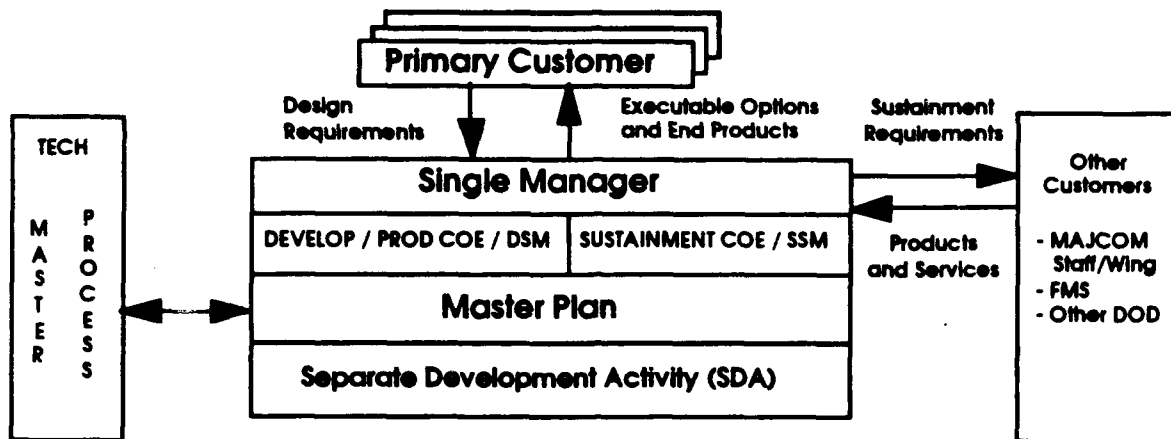 Primary Customer
Design
Requirements
Executable Options
and End Products
Sustainment
Requirements
TECH
MASTER
PROCESS
Single Manager
DEVELOP / PROD COE / DSM
SUSTAINMENT COE / SSM
Master Plan
Separate Development Activity (SDA)
Products
and Services
Other
Customers
- MAJCOM
Staff/Wing
- FMS
- Other DOD